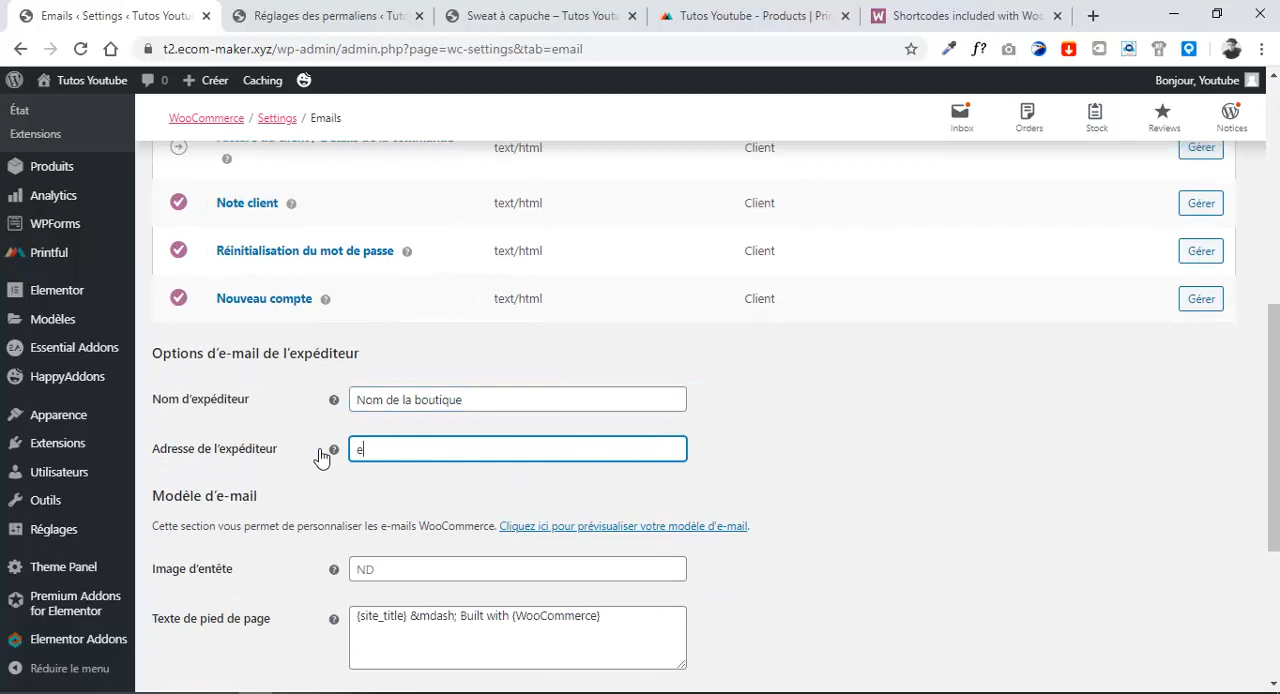 Emails ‹ Settings ‹ Tutos Youtub
Réglages des permaliens ‹ Tuto
Sweat à capuche – Tutos Youtu
Tutos Youtube - Products | Prin
Shortcodes included with Woo
t2.ecom-maker.xyz/wp-admin/admin.php?page=wc-settings&tab=email
Tutos Youtube
0
Créer
Caching
Bonjour, Youtube
État
Extensions
Produits
Analytics
WPForms
Printful
Elementor
Modèles
Essential Addons
HappyAddons
Apparence
Extensions
Utilisateurs
Outils
Réglages
Theme Panel
Premium Addons
for Elementor
Elementor Addons
Réduire le menu
WooCommerce / Settings / Emails
Inbox
Orders
Stock
Reviews
Notices
text/html
Client
Gérer
Note client
text/html
Client
Gérer
Réinitialisation du mot de passe
text/html
Client
Gérer
Nouveau compte
text/html
Client
Gérer
Options d’e-mail de l’expéditeur
Nom d’expéditeur
Nom de la boutique
Adresse de l’expéditeur
e
Modèle d’e-mail
Cette section vous permet de personnaliser les e-mails WooCommerce. Cliquez ici pour prévisualiser votre modèle d’e-mail.
Image d’entête
ND
Texte de pied de page
{site_title} &mdash; Built with {WooCommerce}